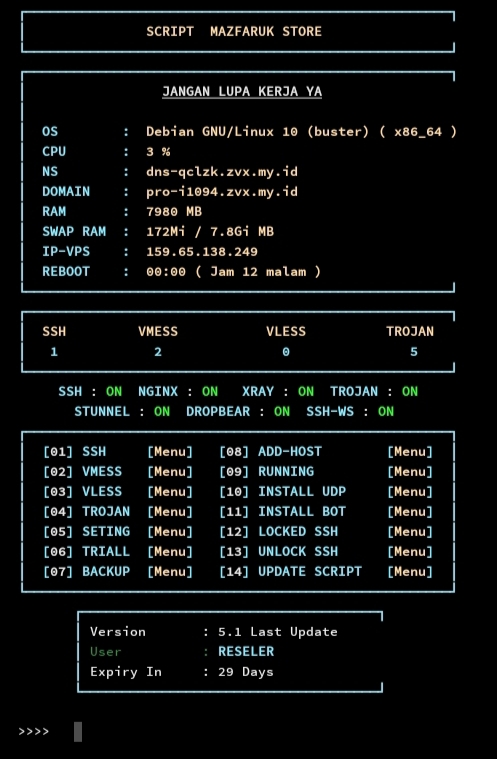 SCRIPT  MAZFARUK STORE
JANGAN LUPA KERJA YA
OS        :  Debian GNU/Linux 10 (buster) ( x86_64 )
CPU       :  3 %
NS        :  dns-qclzk.zvx.my.id
DOMAIN    :  pro-i1094.zvx.my.id
RAM       :  7980 MB
SWAP RAM  :  172Mi / 7.8Gi MB
IP-VPS    :  159.65.138.249
REBOOT    :  00:00 ( Jam 12 malam )
SSH         VMESS           VLESS          TROJAN
1            2               0               5
SSH : ON  NGINX : ON   XRAY : ON  TROJAN : ON
STUNNEL : ON  DROPBEAR : ON  SSH-WS : ON
[01] SSH     [Menu]   [08] ADD-HOST        [Menu]
[02] VMESS   [Menu]   [09] RUNNING         [Menu]
[03] VLESS   [Menu]   [10] INSTALL UDP     [Menu]
[04] TROJAN  [Menu]   [11] INSTALL BOT     [Menu]
[05] SETING  [Menu]   [12] LOCKED SSH      [Menu]
[06] TRIALL  [Menu]   [13] UNLOCK SSH      [Menu]
[07] BACKUP  [Menu]   [14] UPDATE SCRIPT   [Menu]
Version       : 5.1 Last Update
User          : RESELER
Expiry In     : 29 Days
>>>>